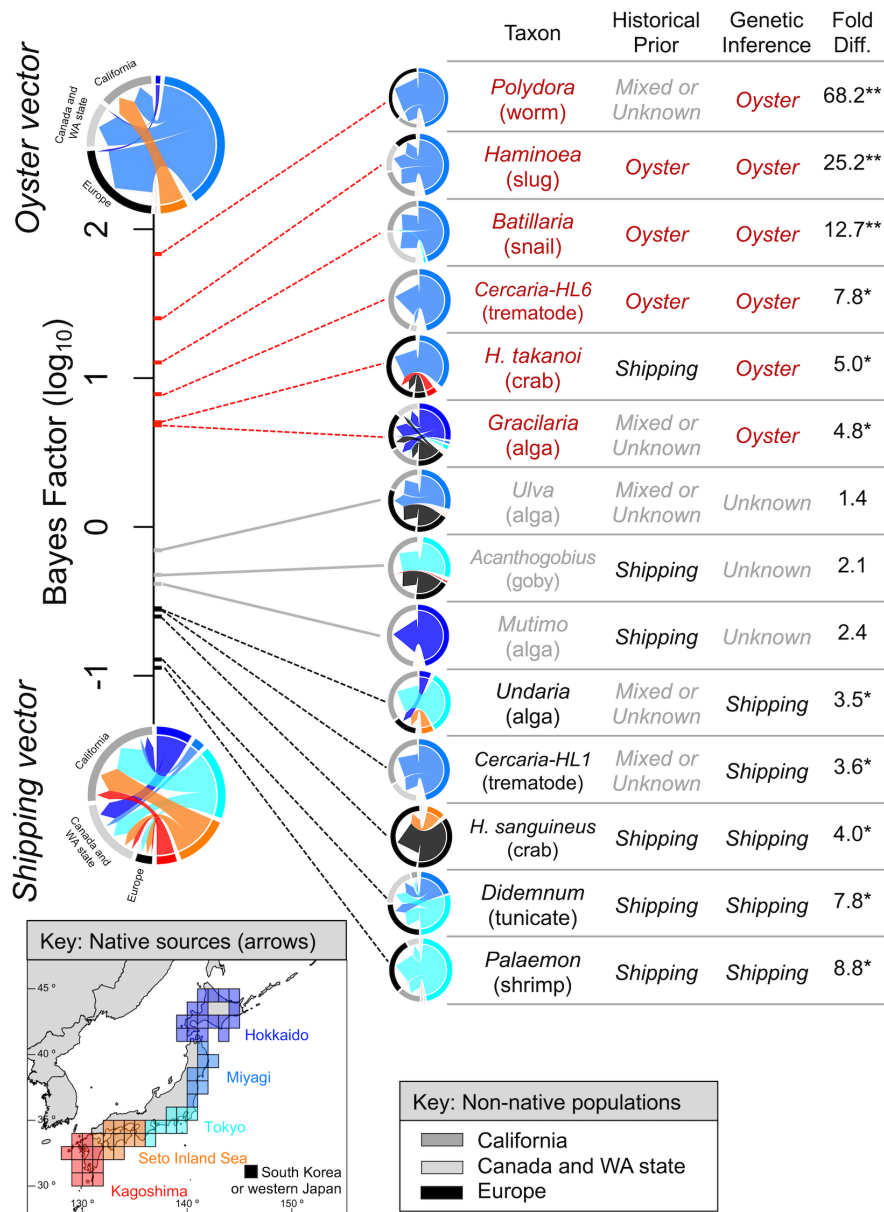 Taxon
Historical
Prior
Genetic
Inference
Fold
Diff.
Oyster vector
California
Canada and
WA state
Europe
Bayes Factor (log10)
2
1
0
-1
Polydora
(worm)
Mixed or
Unknown
Oyster
68.2**
Haminoea
(slug)
Oyster
Oyster
25.2**
Batillaria
(snail)
Oyster
Oyster
12.7**
Cercaria-HL6
(trematode)
Oyster
Oyster
7.8*
H. takanoi
(crab)
Shipping
Oyster
5.0*
Gracilaria
(alga)
Mixed or
Unknown
Oyster
4.8*
Ulva
(alga)
Mixed or
Unknown
Unknown
1.4
Acanthogobius
(goby)
Shipping
Unknown
2.1
Mutimo
(alga)
Shipping
Unknown
2.4
Undaria
(alga)
Mixed or
Unknown
Shipping
3.5*
Cercaria-HL1
(trematode)
Mixed or
Unknown
Shipping
3.6*
H. sanguineus
(crab)
Shipping
Shipping
4.0*
Didemnum
(tunicate)
Shipping
Shipping
7.8*
Palaemon
(shrimp)
Shipping
Shipping
8.8*
Shipping vector
California
Canada and
WA state
Europe
Key: Native sources (arrows)
45°
40°
35°
30°
130°
140°
150°
Hokkaido
Miyagi
Tokyo
Seto Inland Sea
Kagoshima
South Korea
or western Japan
Key: Non-native populations
California
Canada and WA state
Europe